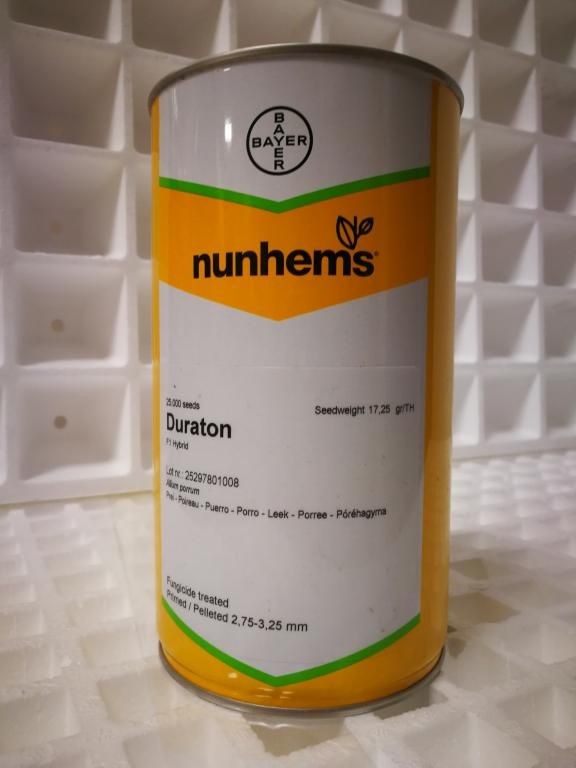 BAYER
BAYER
nunhems®
25.000 seeds
Seedweight 17,25 gr/TH
Duraton
F1 Hybrid
Lot nr.: 25297801008
Allium porrum
Prei - Poireau - Puerro - Porro - Leek - Porree - Póréhagyma
Fungicide treated
Primed / Pelleted 2,75-3,25 mm